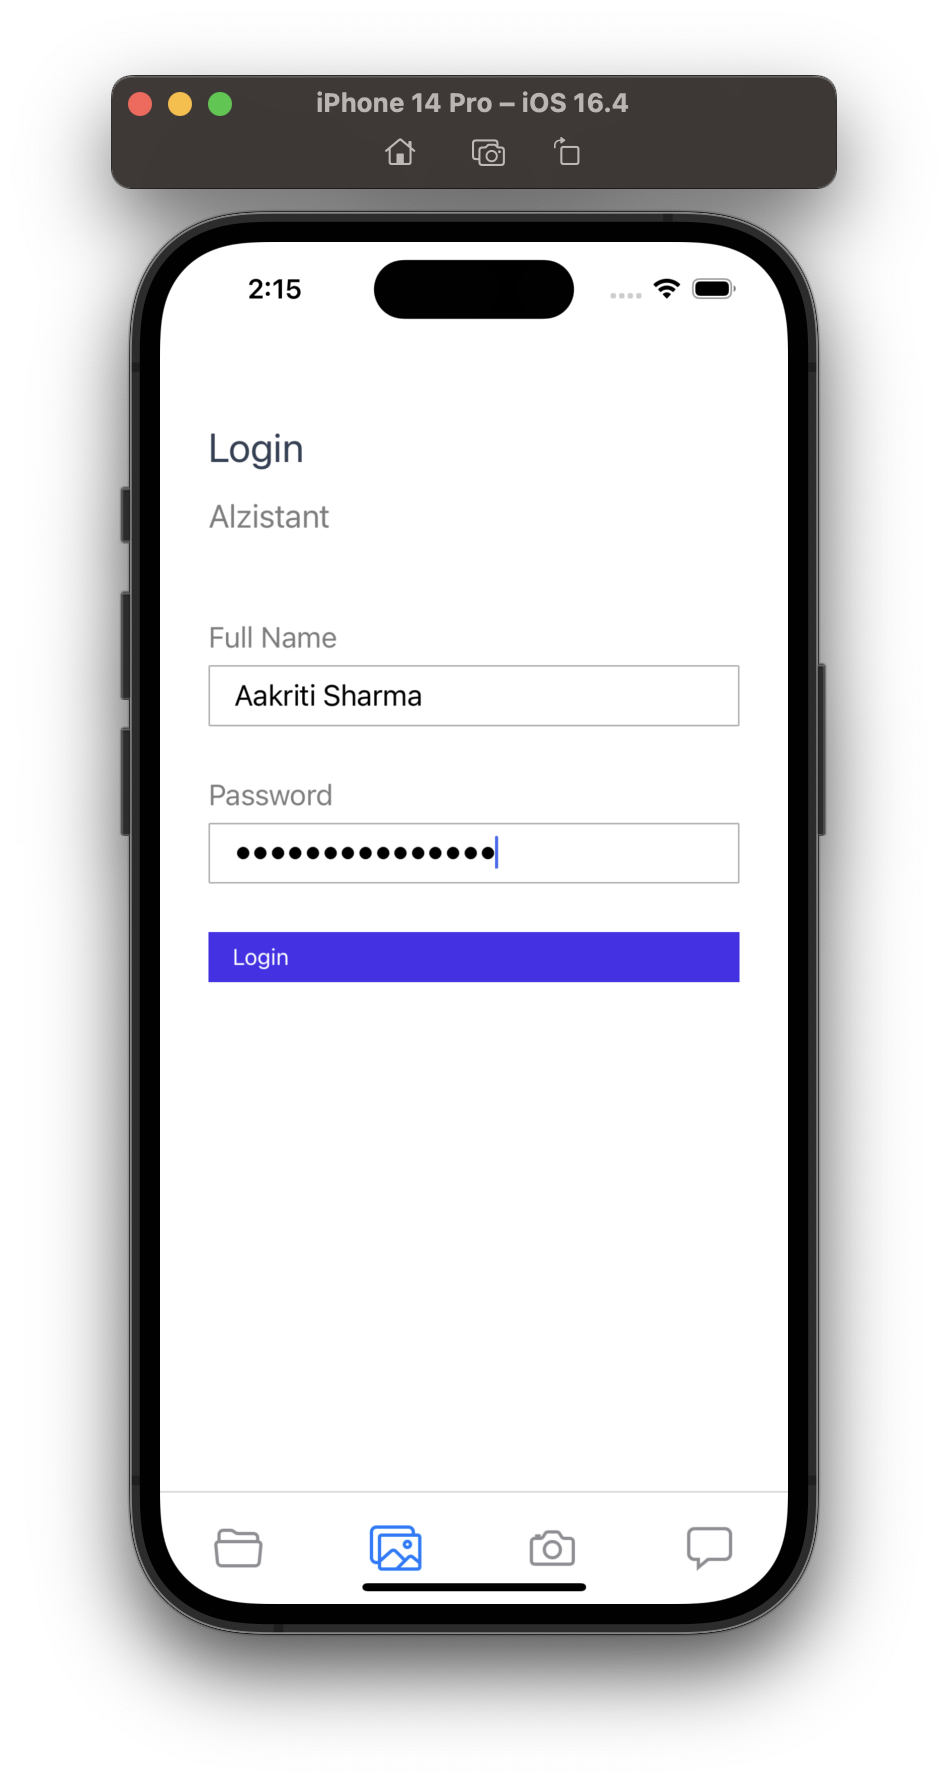 iPhone 14 Pro – iOS 16.4
2:15
Login
Alzistant
Full Name
Aakriti Sharma
Password
•••••••••••••••
Login